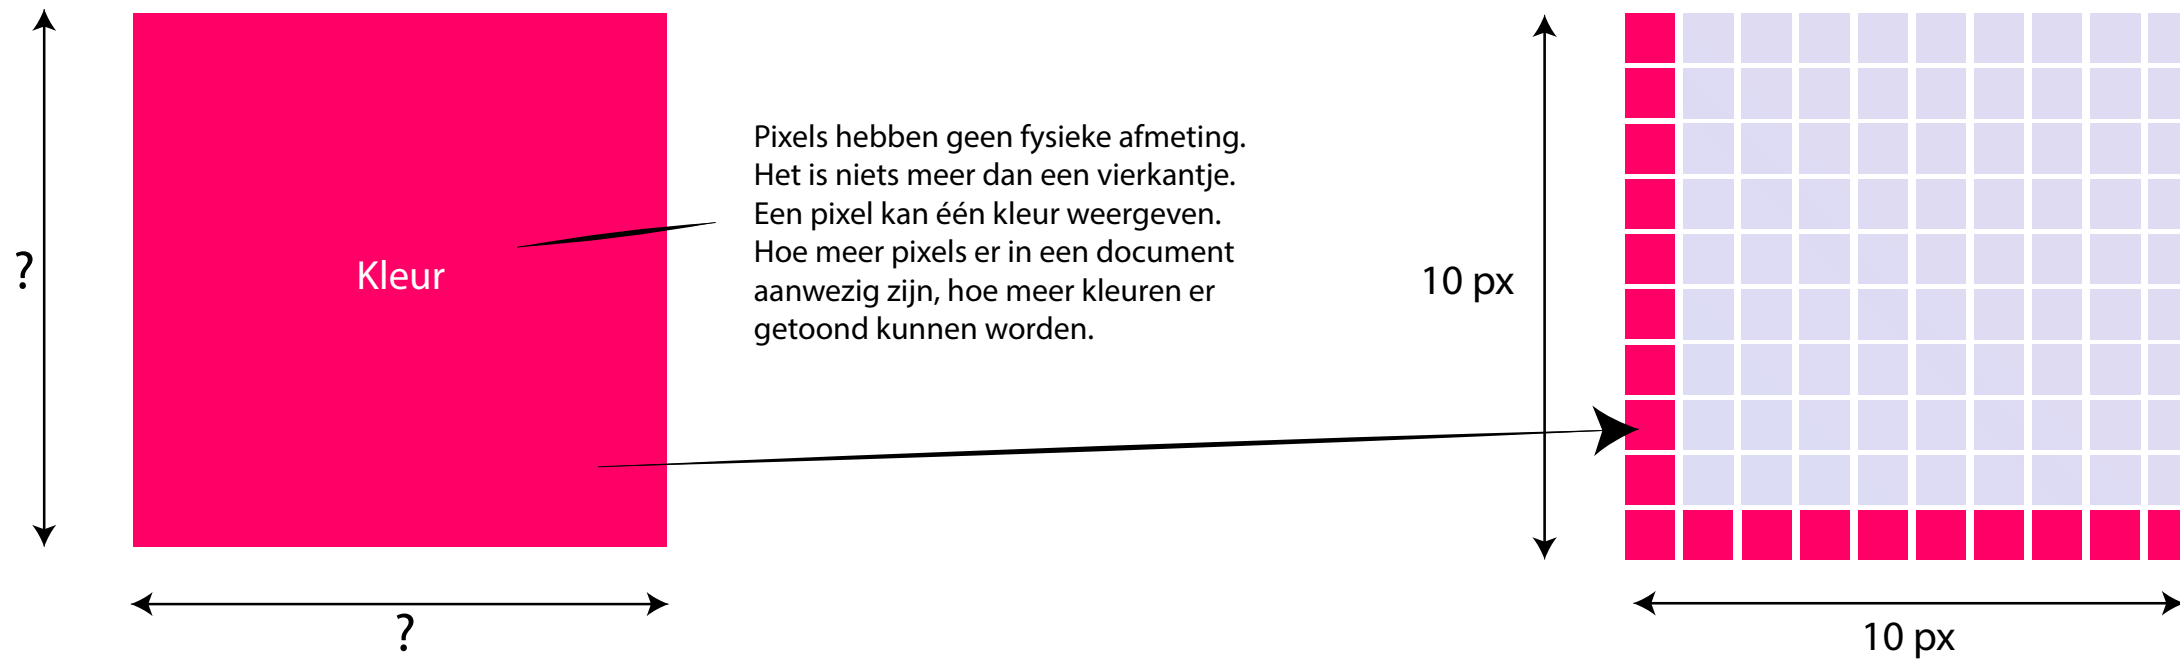 ?
Kleur
?
Pixels hebben geen fysieke afmeting.
Het is niets meer dan een vierkantje.
Een pixel kan één kleur weergeven.
Hoe meer pixels er in een document
aanwezig zijn, hoe meer kleuren er
getoond kunnen worden.
10 px
10 px